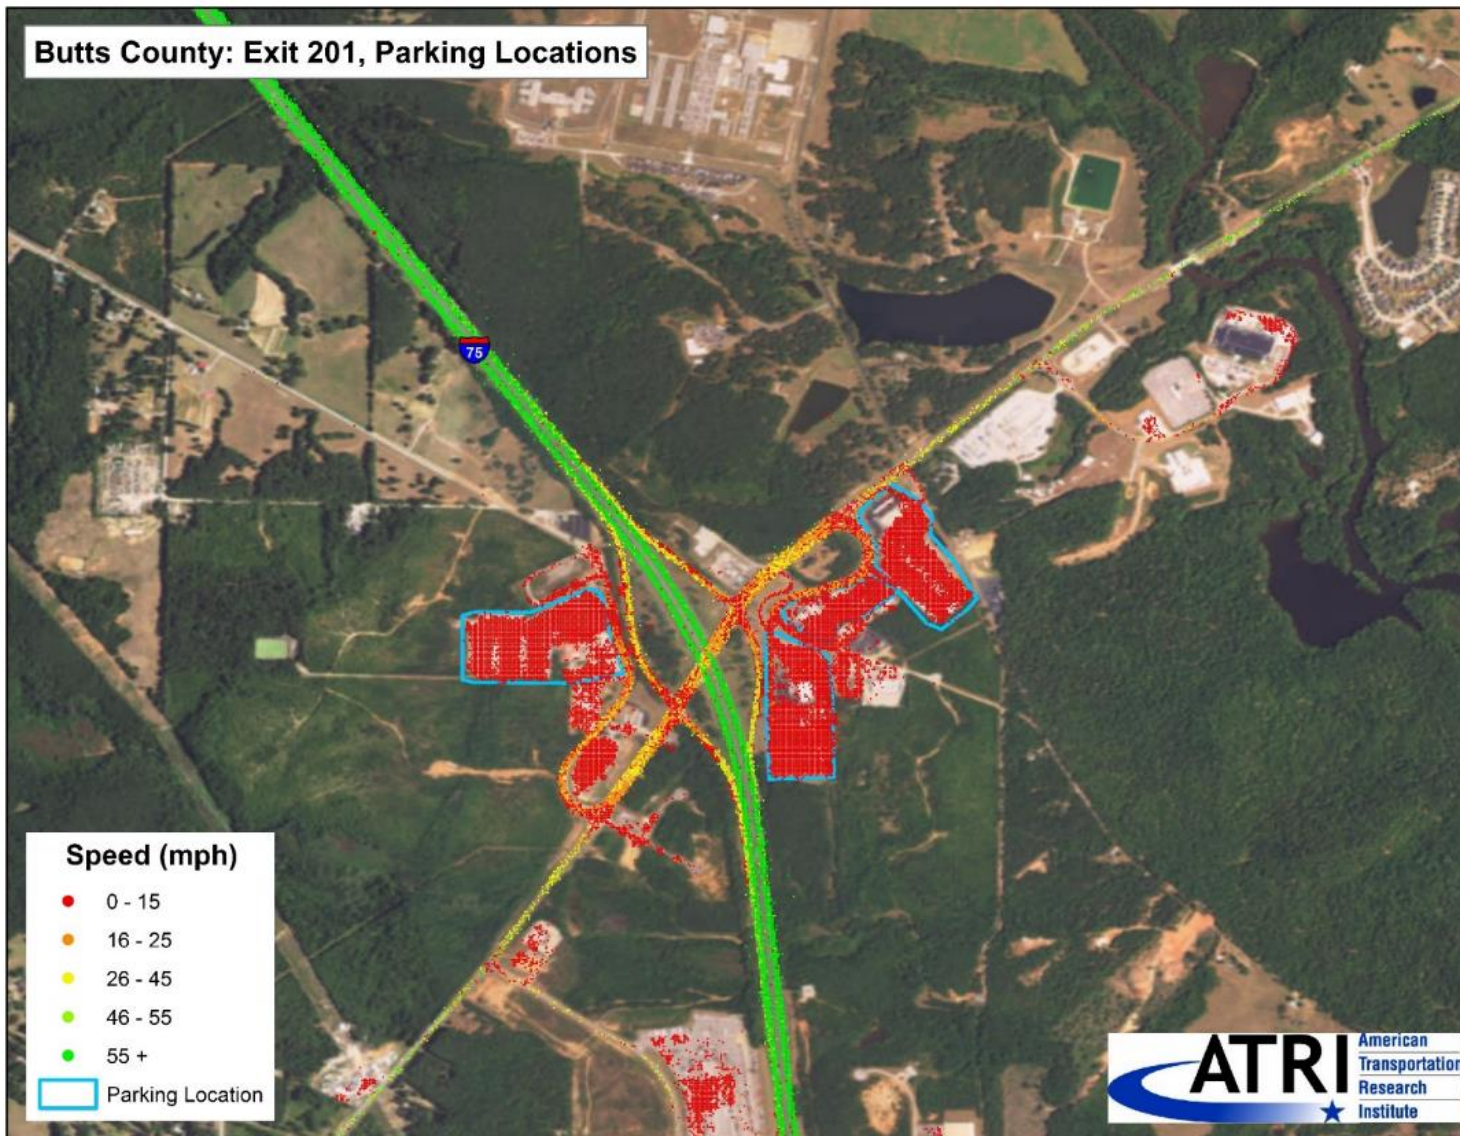 Butts County: Exit 201, Parking Locations
75
Speed (mph)
0 - 15
16 - 25
26 - 45
46 - 55
55 +
Parking Location
ATRI
American
Transportation
Research
Institute